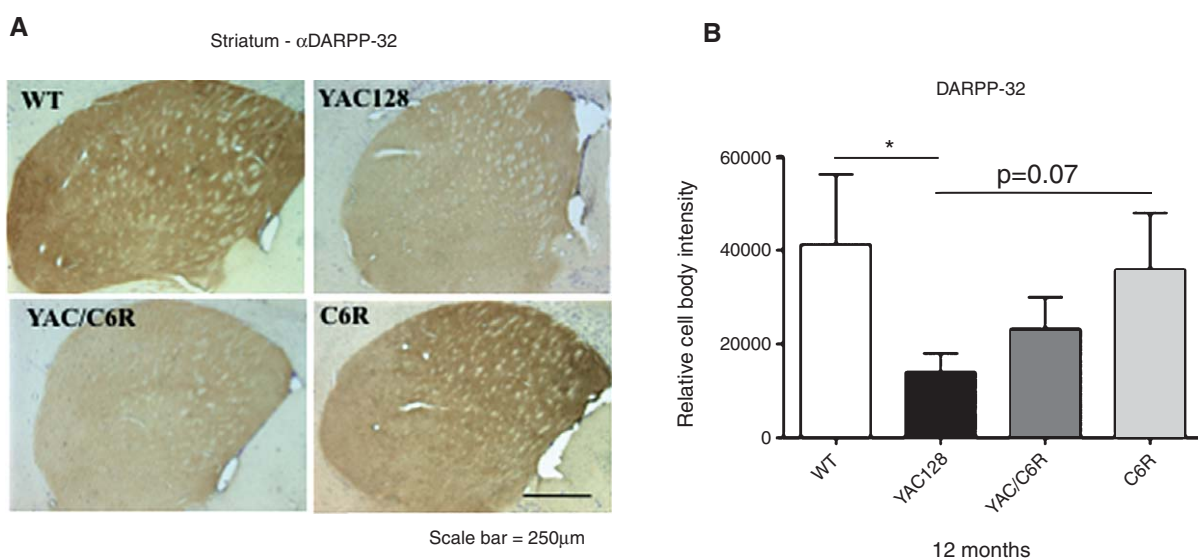 A
Striatum - αDARPP-32
WT
YAC128
YAC/C6R
C6R
Scale bar = 250μm
B
DARPP-32
Relative cell body intensity
60000
40000
20000
0
*
p=0.07
WT
YAC128
YAC/C6R
C6R
12 months